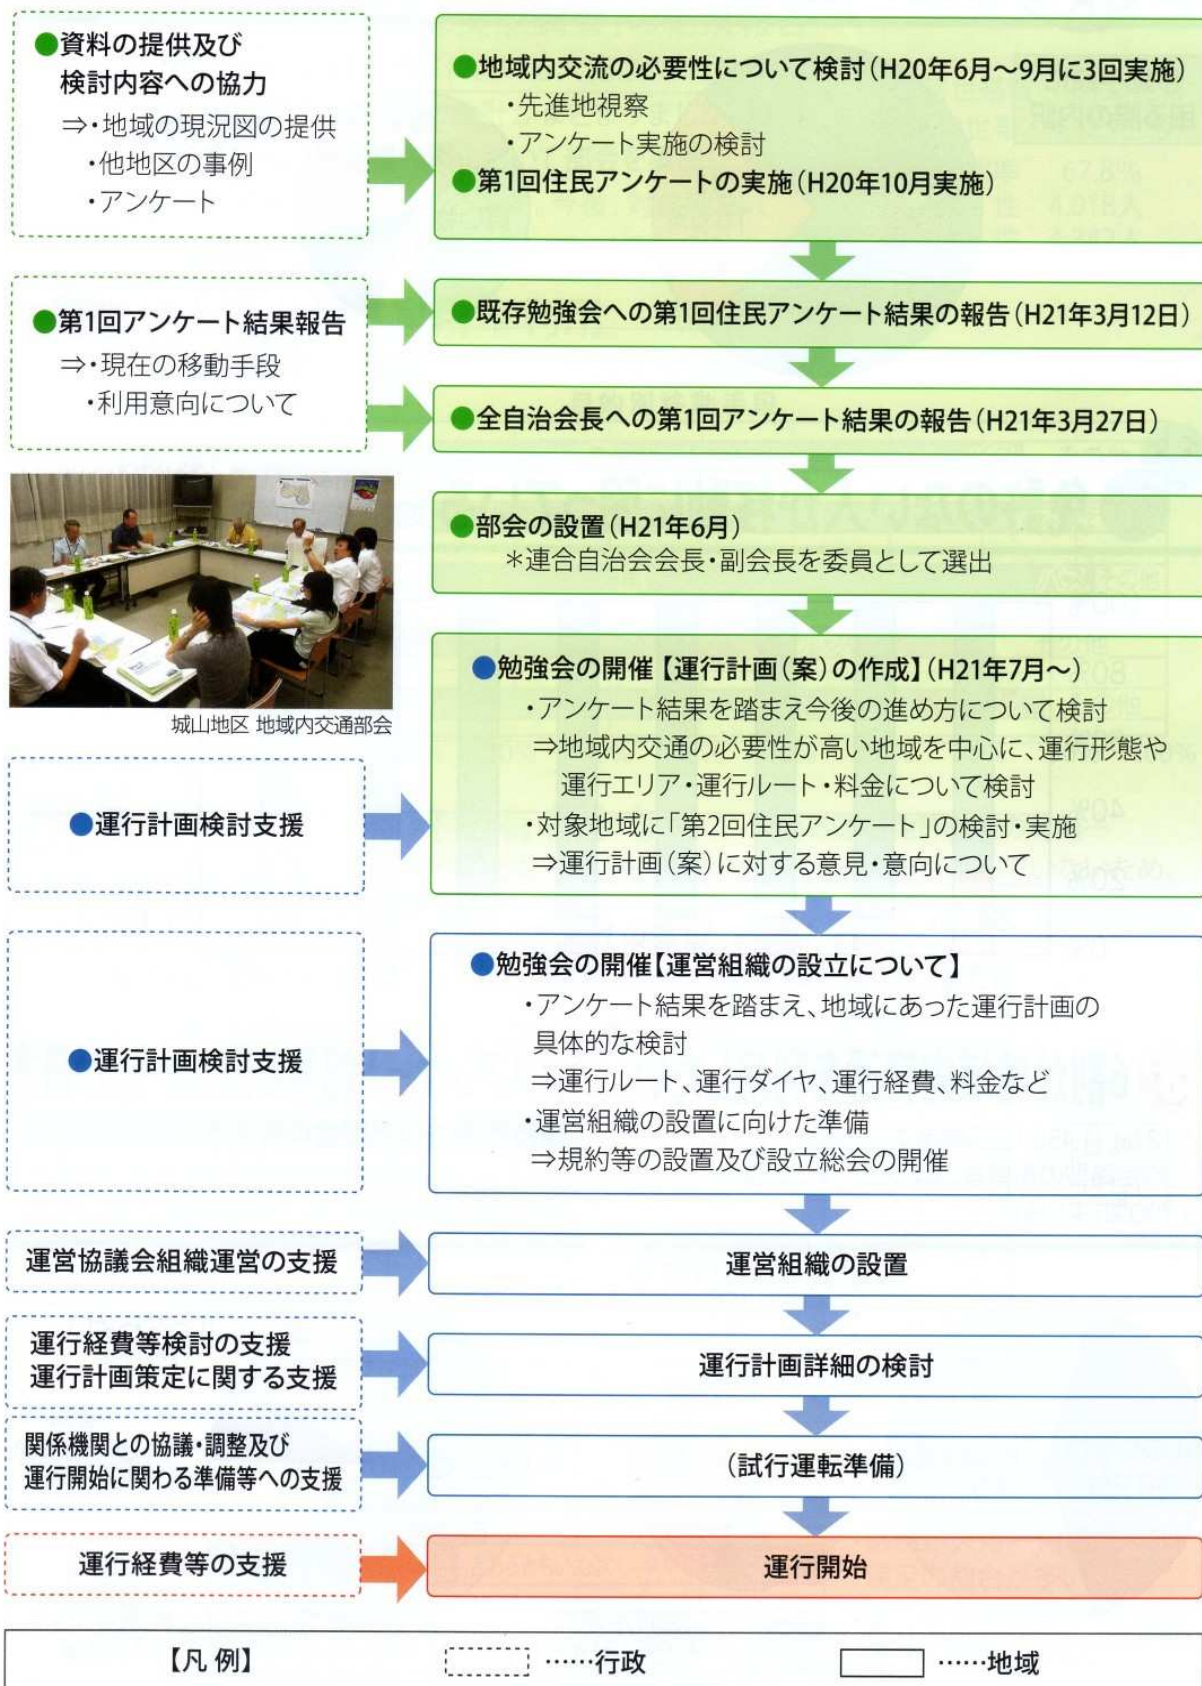 ●資料の提供及び
検討内容への協力
⇒・地域の現況図の提供
・他地区の事例
・アンケート
●地域内交流の必要性について検討(H20年6月～9月に3回実施)
・先進地視察
・アンケート実施の検討
●第1回住民アンケートの実施(H20年10月実施)
●第1回アンケート結果報告
⇒・現在の移動手段
・利用意向について
●既存勉強会への第1回住民アンケート結果の報告(H21年3月12日)
●全自治会長への第1回アンケート結果の報告(H21年3月27日)
城山地区 地域内交通部会
●部会の設置(H21年6月)
＊連合自治会会長・副会長を委員として選出
●運行計画検討支援
●勉強会の開催【運行計画(案)の作成】(H21年7月～)
・アンケート結果を踏まえ今後の進め方について検討
⇒地域内交通の必要性が高い地域を中心に、運行形態や
運行エリア・運行ルート・料金について検討
・対象地域に「第2回住民アンケート」の検討・実施
⇒運行計画(案)に対する意見・意向について
●運行計画検討支援
●勉強会の開催【運営組織の設立について】
・アンケート結果を踏まえ、地域にあった運行計画の
具体的な検討
⇒運行ルート、運行ダイヤ、運行経費、料金など
・運営組織の設置に向けた準備
⇒規約等の設置及び設立総会の開催
運営協議会組織運営の支援
運営組織の設置
運行経費等検討の支援
運行計画策定に関する支援
運行計画詳細の検討
関係機関との協議・調整及び
運行開始に関わる準備等への支援
(試行運転準備)
運行経費等の支援
運行開始
【凡 例】 ……行政 ……地域